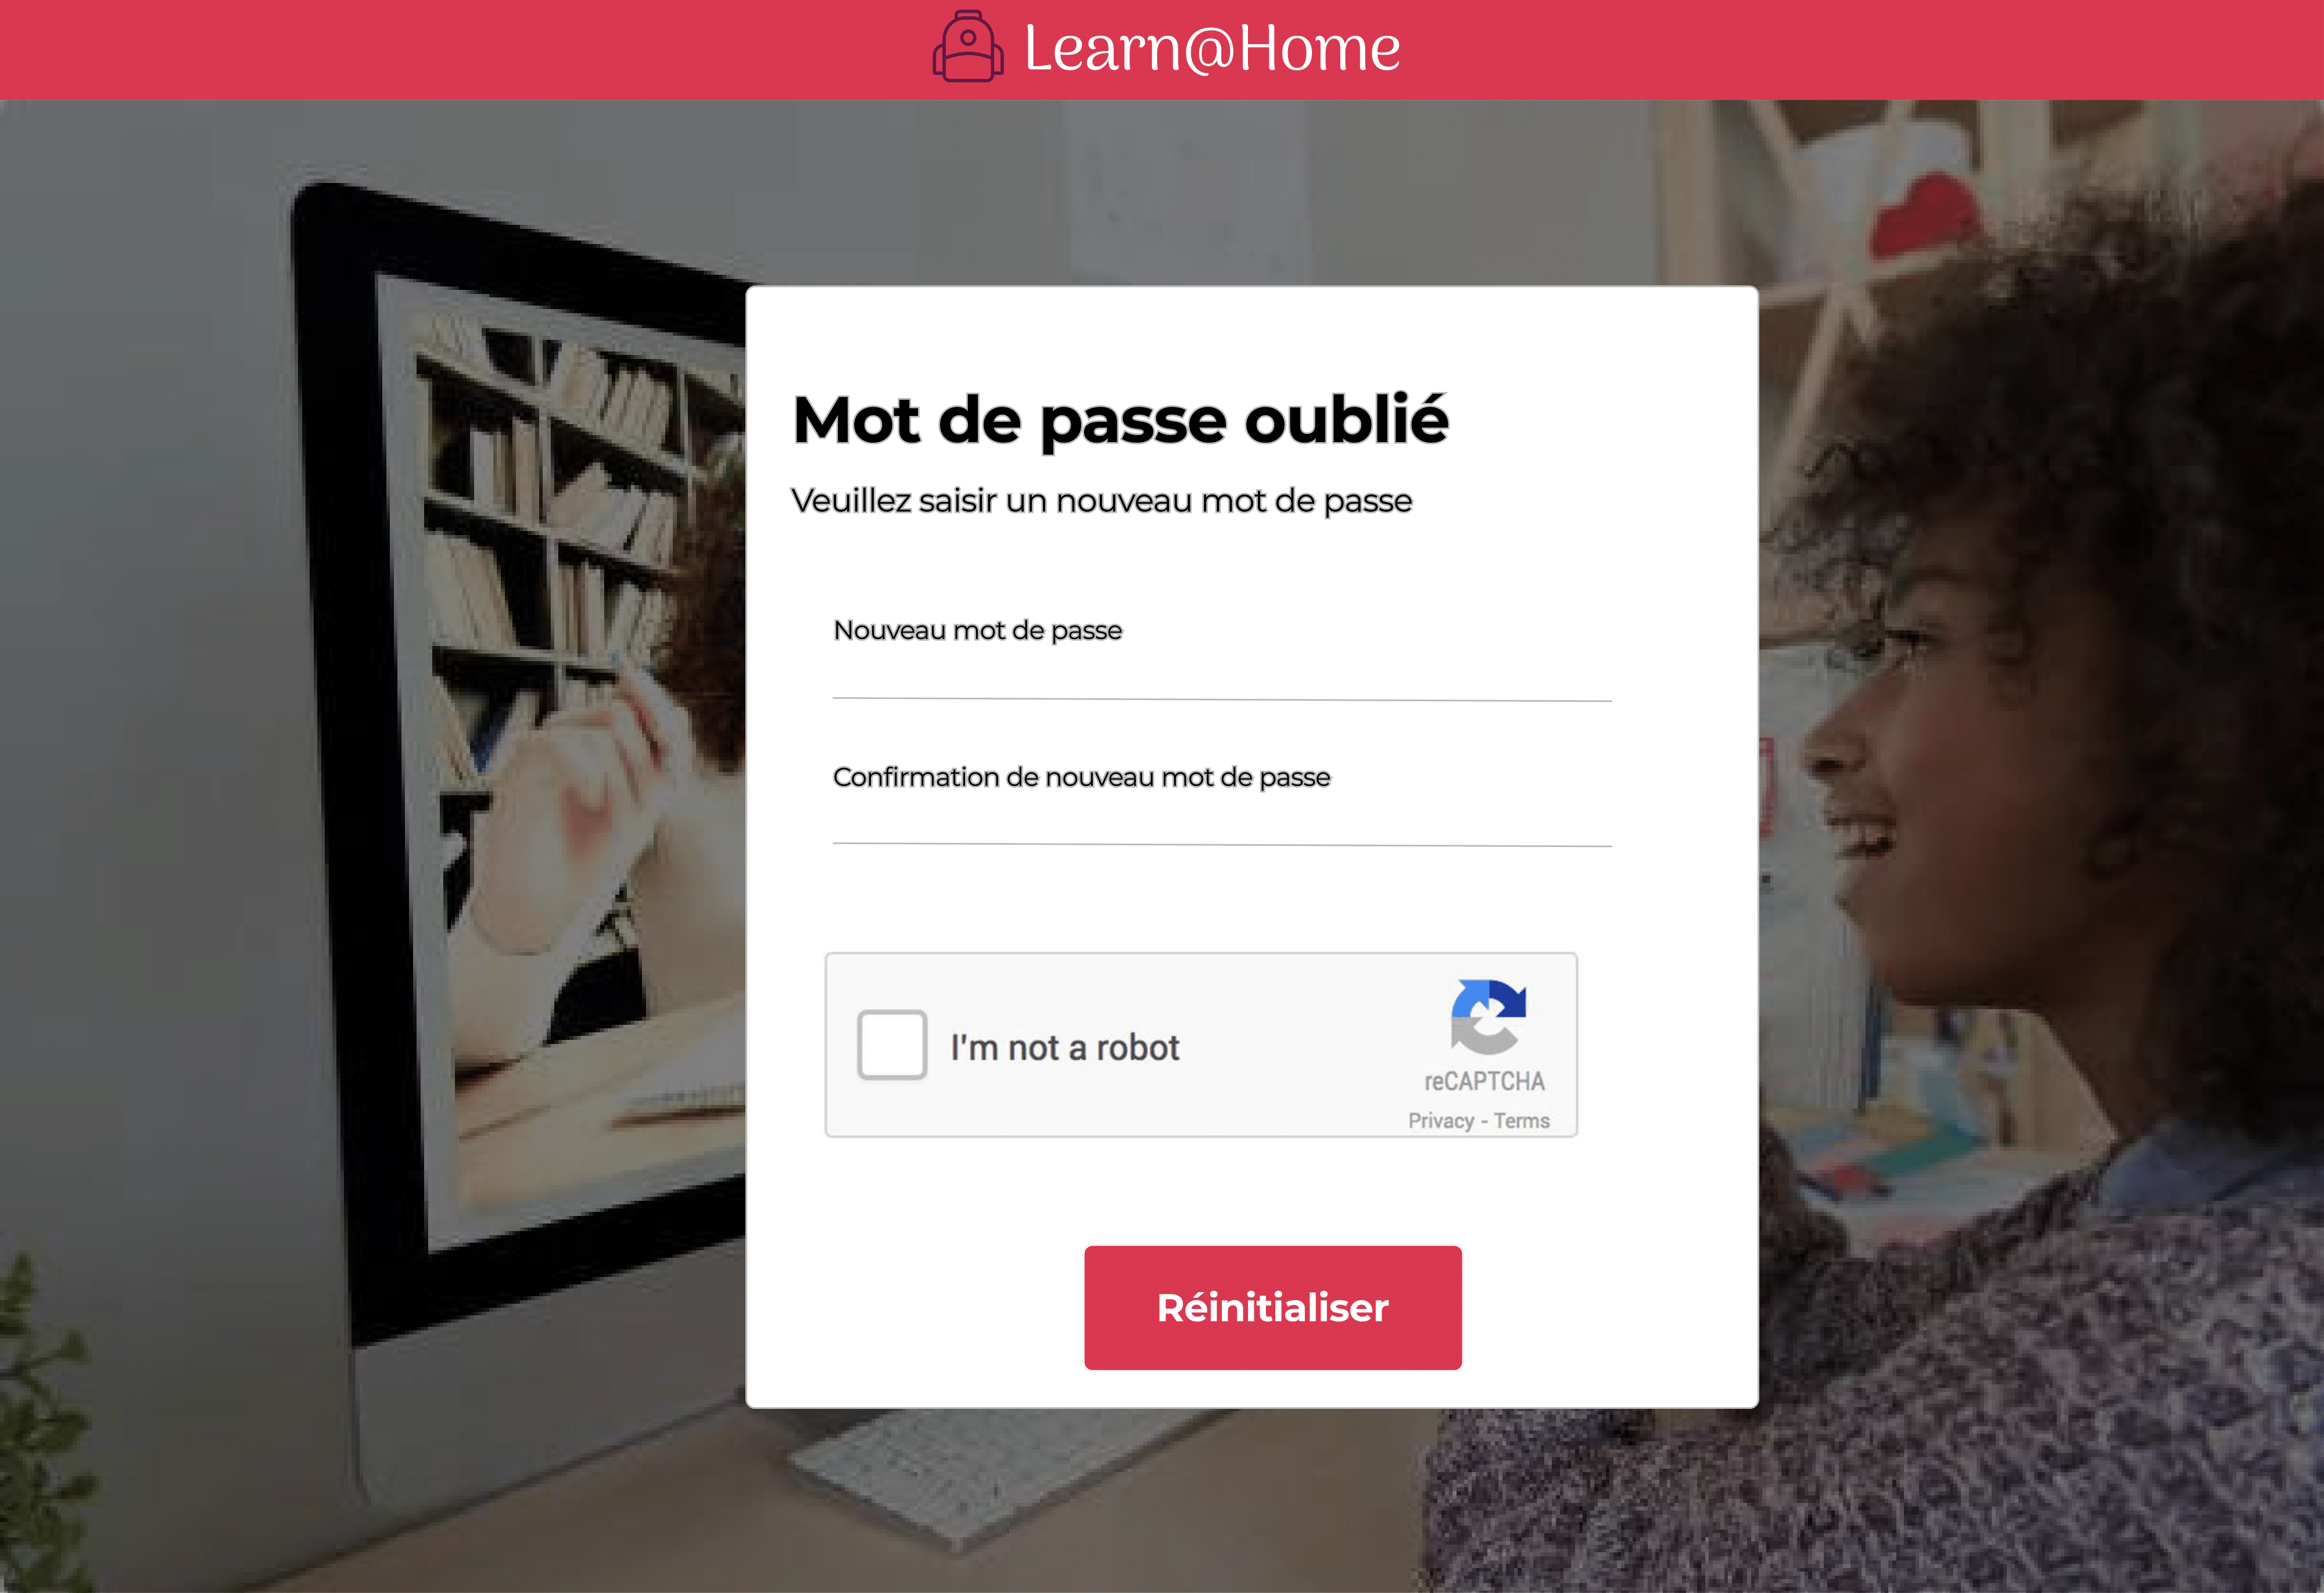 Learn@Home
Mot de passe oublié
Veuillez saisir un nouveau mot de passe
Nouveau mot de passe
Confirmation de nouveau mot de passe
I'm not a robot
reCAPTCHA
Privacy - Terms
Réinitialiser